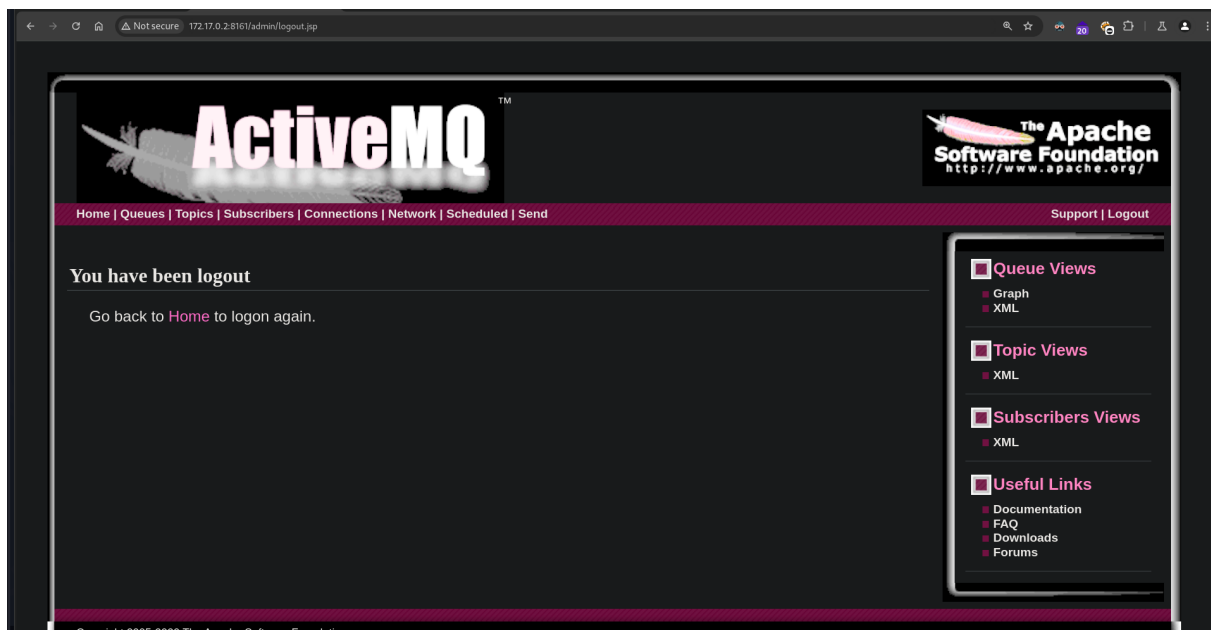 Not secure 172.17.0.2:8161/admin/logout.jsp
20
ActiveMQ
TM
The Apache
Software Foundation
http://www.apache.org/
Home | Queues | Topics | Subscribers | Connections | Network | Scheduled | Send
Support | Logout
You have been logout
Go back to Home to logon again.
Queue Views
Graph
XML
Topic Views
XML
Subscribers Views
XML
Useful Links
Documentation
FAQ
Downloads
Forums